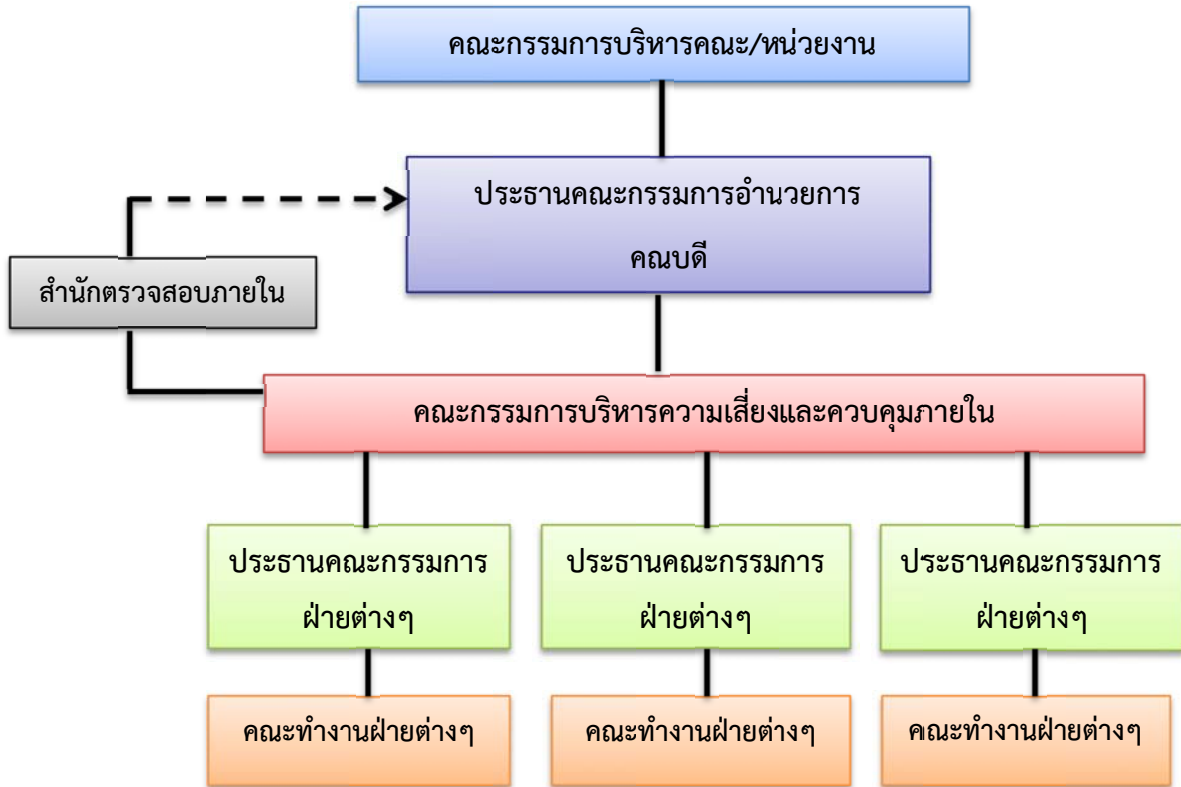 คณะกรรมการบริหารคณะ/หน่วยงาน
ประธานคณะกรรมการอำนวยการ
คณบดี
สำนักตรวจสอบภายใน
คณะกรรมการบริหารความเสี่ยงและควบคุมภายใน
ประธานคณะกรรมการ
ฝ่ายต่างๆ
ประธานคณะกรรมการ
ฝ่ายต่างๆ
ประธานคณะกรรมการ
ฝ่ายต่างๆ
คณะทำงานฝ่ายต่างๆ
คณะทำงานฝ่ายต่างๆ
คณะทำงานฝ่ายต่างๆ